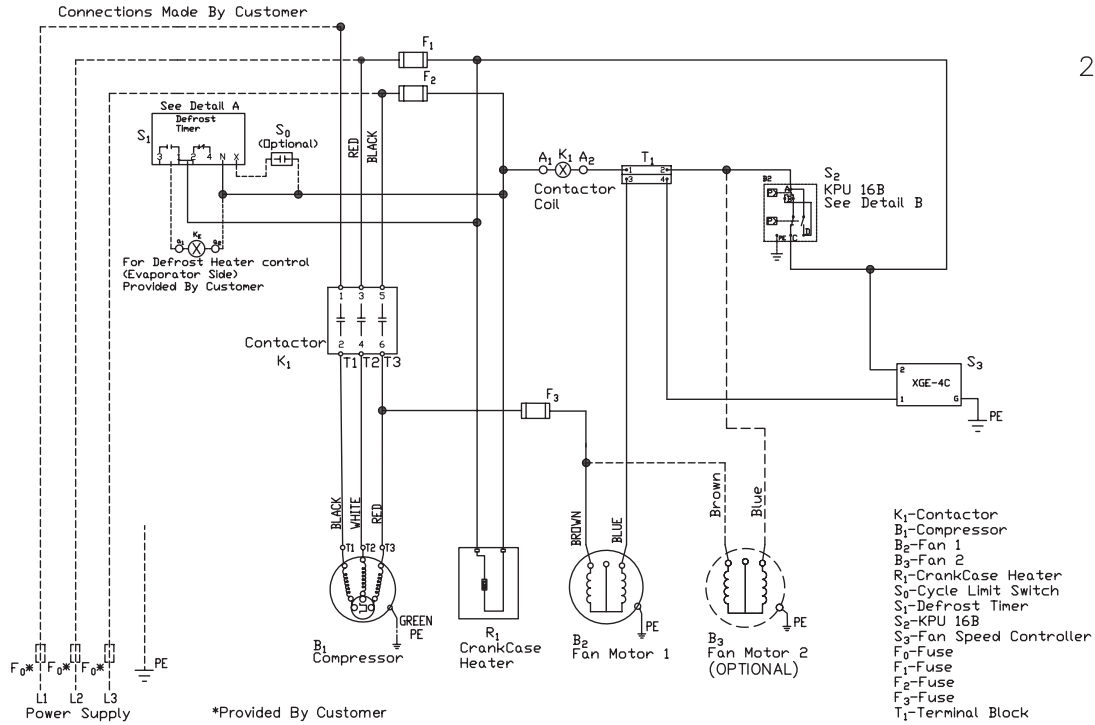 Connections Made By Customer
F1
2
F2
See Detail A
Defrost
Timer
S1
3 2 4 N X
S0
(Optional)
RED
BLACK
A1 K1 A2
Contactor
Coil
T1
1 2
3 4
S2
KPU 16B
See Detail B
B2
A
P
P
D
PE C
KE
For Defrost Heater control
(Evaporator Side)
Provided By Customer
1 3 5
Contactor
K1
2 4 6
T1 T2 T3
S3
2
XGE-4C
1 G
PE
F3
BLACK
WHITE
RED
BROWN
BLUE
Brown
Blue
T1 T2 T3
GREEN
PE
B1
Compressor
R1
CrankCase
Heater
PE
B2
Fan Motor 1
PE
B3
Fan Motor 2
(OPTIONAL)
K1-Contactor
B1-Compressor
B2-Fan 1
B3-Fan 2
R1-CrankCase Heater
S0-Cycle Limit Switch
S1-Defrost Timer
S2-KPU 16B
S3-Fan Speed Controller
F0-Fuse
F1-Fuse
F2-Fuse
F3-Fuse
T1-Terminal Block
F0* F0* F0* PE
L1 L2 L3
Power Supply
*Provided By Customer